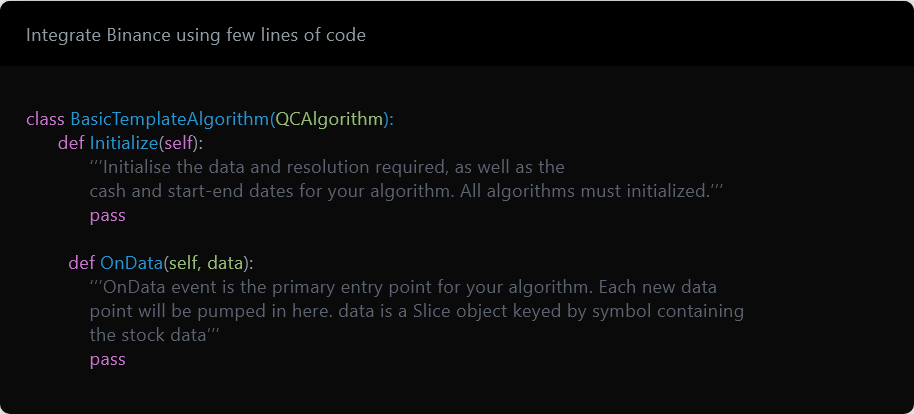 Integrate Binance using few lines of code
class BasicTemplateAlgorithm(QCAlgorithm):
def Initialize(self):
’’’Initialise the data and resolution required, as well as the
cash and start-end dates for your algorithm. All algorithms must initialized.’’’
pass
def OnData(self, data):
’’’OnData event is the primary entry point for your algorithm. Each new data
point will be pumped in here. data is a Slice object keyed by symbol containing
the stock data’’’
pass